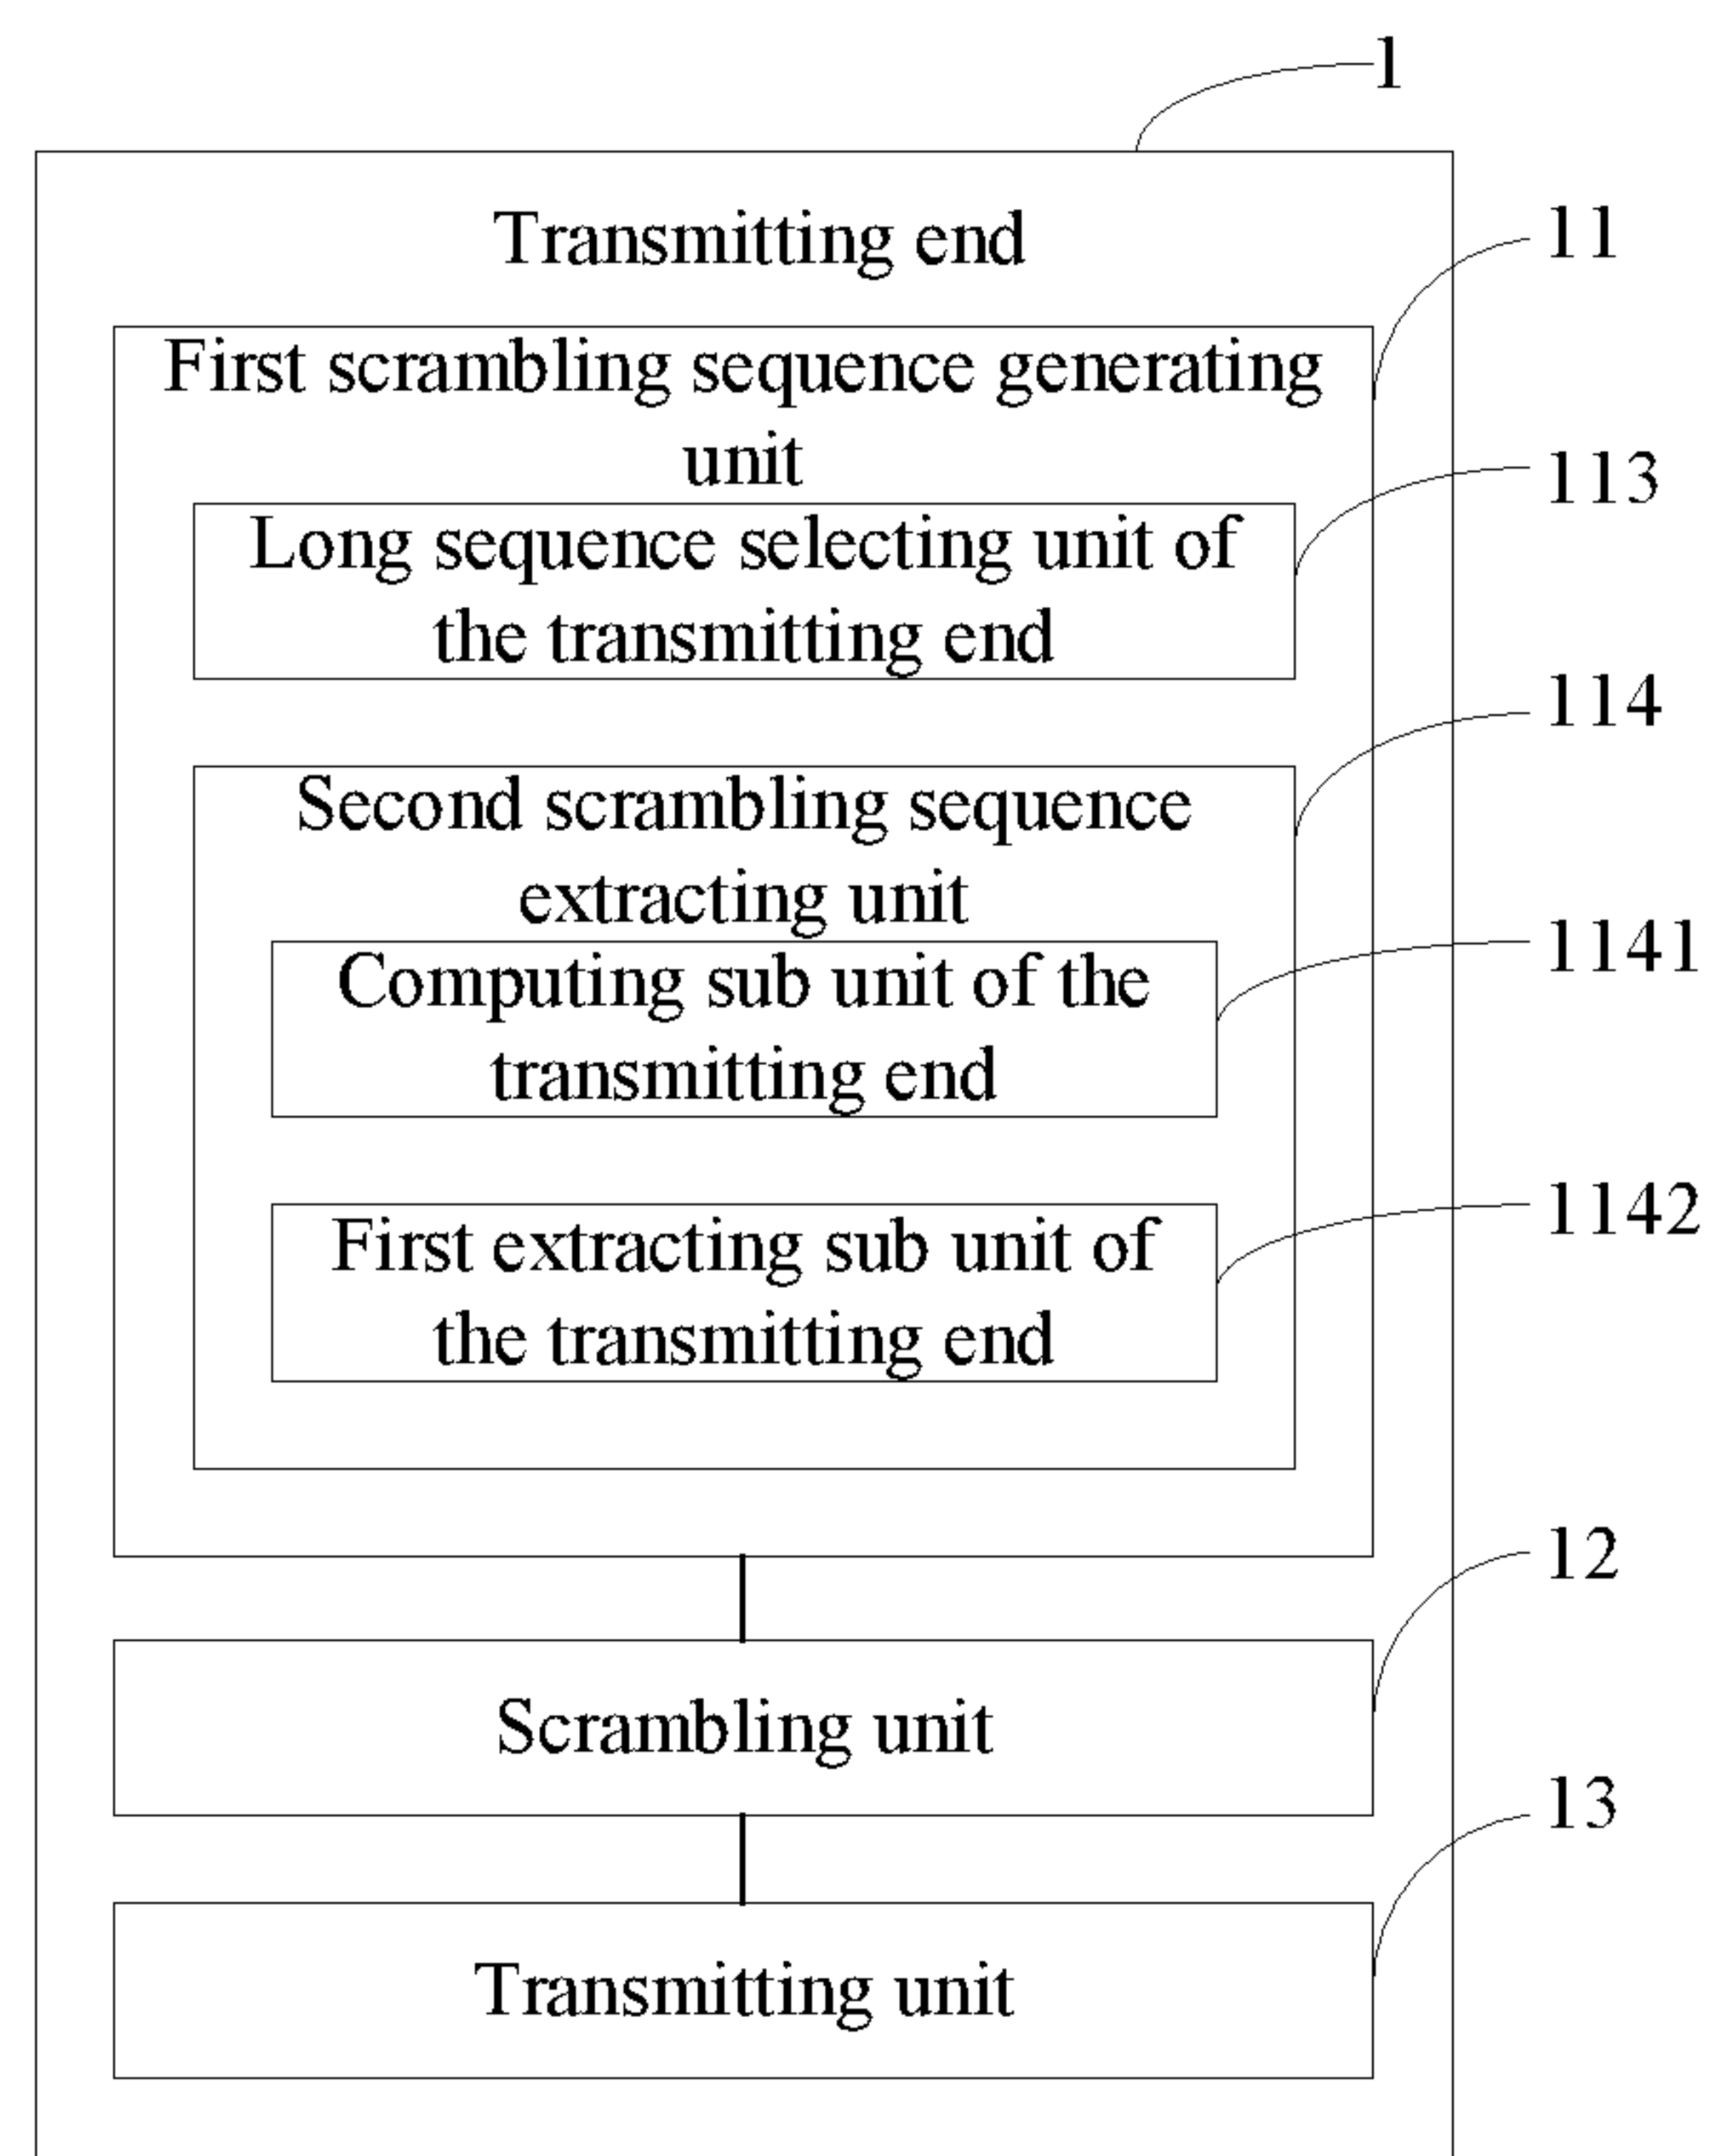 1
Transmitting end
11
First scrambling sequence generating
unit
113
Long sequence selecting unit of
the transmitting end
114
Second scrambling sequence
extracting unit
1141
Computing sub unit of the
transmitting end
1142
First extracting sub unit of
the transmitting end
12
Scrambling unit
13
Transmitting unit